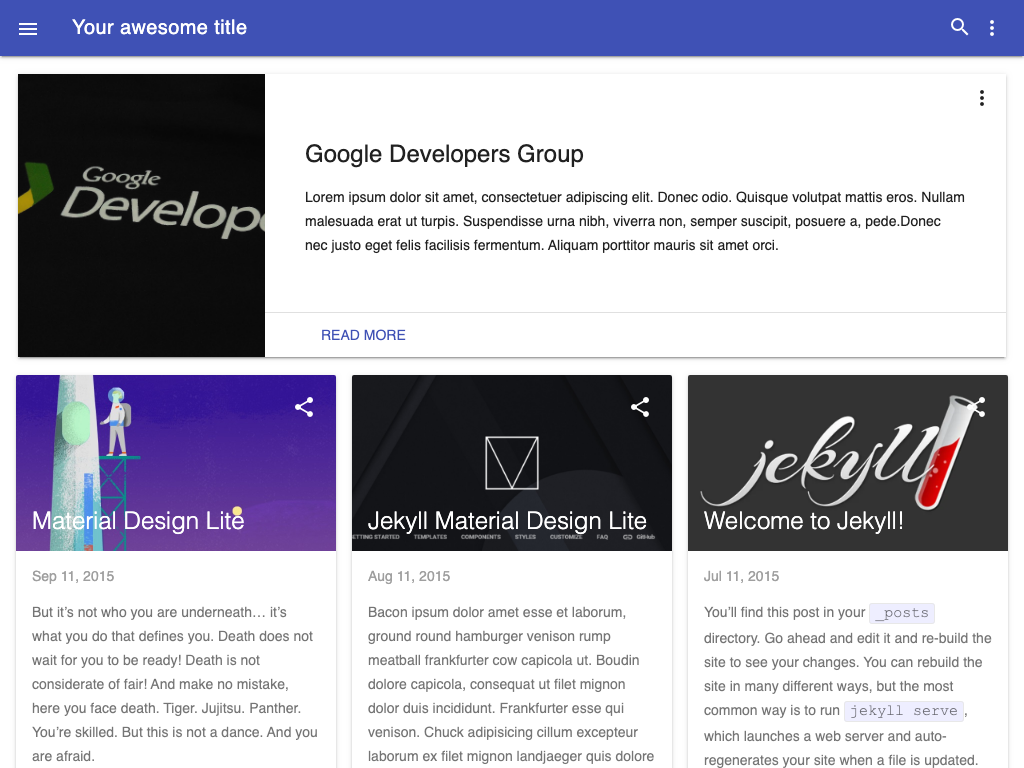 Your awesome title
Google
Develope
Google Developers Group
Lorem ipsum dolor sit amet, consectetuer adipiscing elit. Donec odio. Quisque volutpat mattis eros. Nullam
malesuada erat ut turpis. Suspendisse urna nibh, viverra non, semper suscipit, posuere a, pede.Donec
nec justo eget felis facilisis fermentum. Aliquam porttitor mauris sit amet orci.
READ MORE
Material Design Lite
Sep 11, 2015
But it’s not who you are underneath… it’s
what you do that defines you. Death does not
wait for you to be ready! Death is not
considerate of fair! And make no mistake,
here you face death. Tiger. Jujitsu. Panther.
You’re skilled. But this is not a dance. And you
are afraid.
Jekyll Material Design Lite
ETTING STARTED TEMPLATES COMPONENTS STYLES CUSTOMIZE FAQ GitHub
Aug 11, 2015
Bacon ipsum dolor amet esse et laborum,
ground round hamburger venison rump
meatball frankfurter cow capicola ut. Boudin
dolore capicola, consequat ut filet mignon
dolor duis incididunt. Frankfurter esse qui
venison. Chuck adipisicing cillum excepteur
laborum ex filet mignon landjaeger quis dolore
jekyll
Welcome to Jekyll!
Jul 11, 2015
You’ll find this post in your _posts
directory. Go ahead and edit it and re-build the
site to see your changes. You can rebuild the
site in many different ways, but the most
common way is to run jekyll serve,
which launches a web server and auto-
regenerates your site when a file is updated.